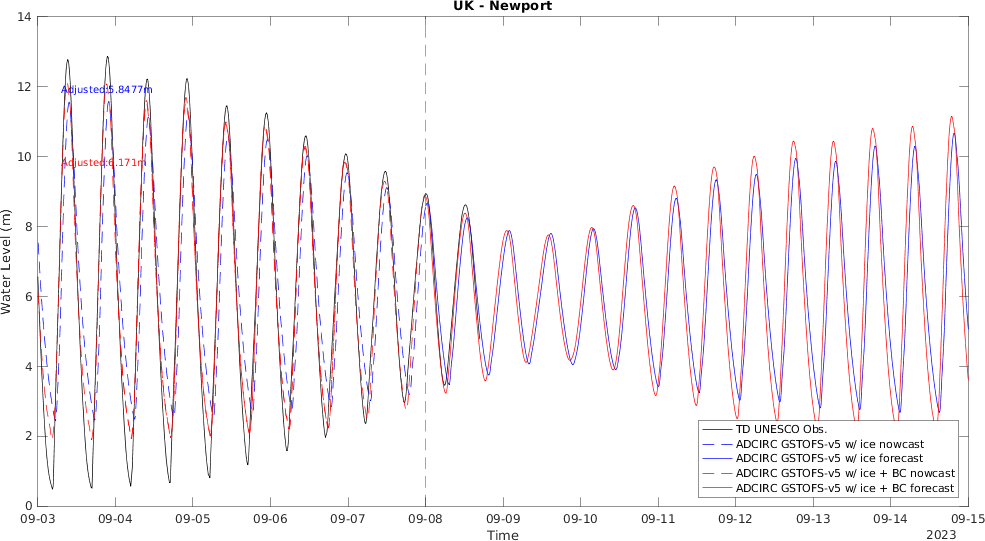 UK - Newport
14
12
10
8
6
4
2
0
Water Level (m)
Adjusted:5.8477m
Adjusted:6.171m
TD UNESCO Obs.
ADCIRC GSTOFS-v5 w/ ice nowcast
ADCIRC GSTOFS-v5 w/ ice forecast
ADCIRC GSTOFS-v5 w/ ice + BC nowcast
ADCIRC GSTOFS-v5 w/ ice + BC forecast
09-03 09-04 09-05 09-06 09-07 09-08 09-09 09-10 09-11 09-12 09-13 09-14 09-15
Time
2023